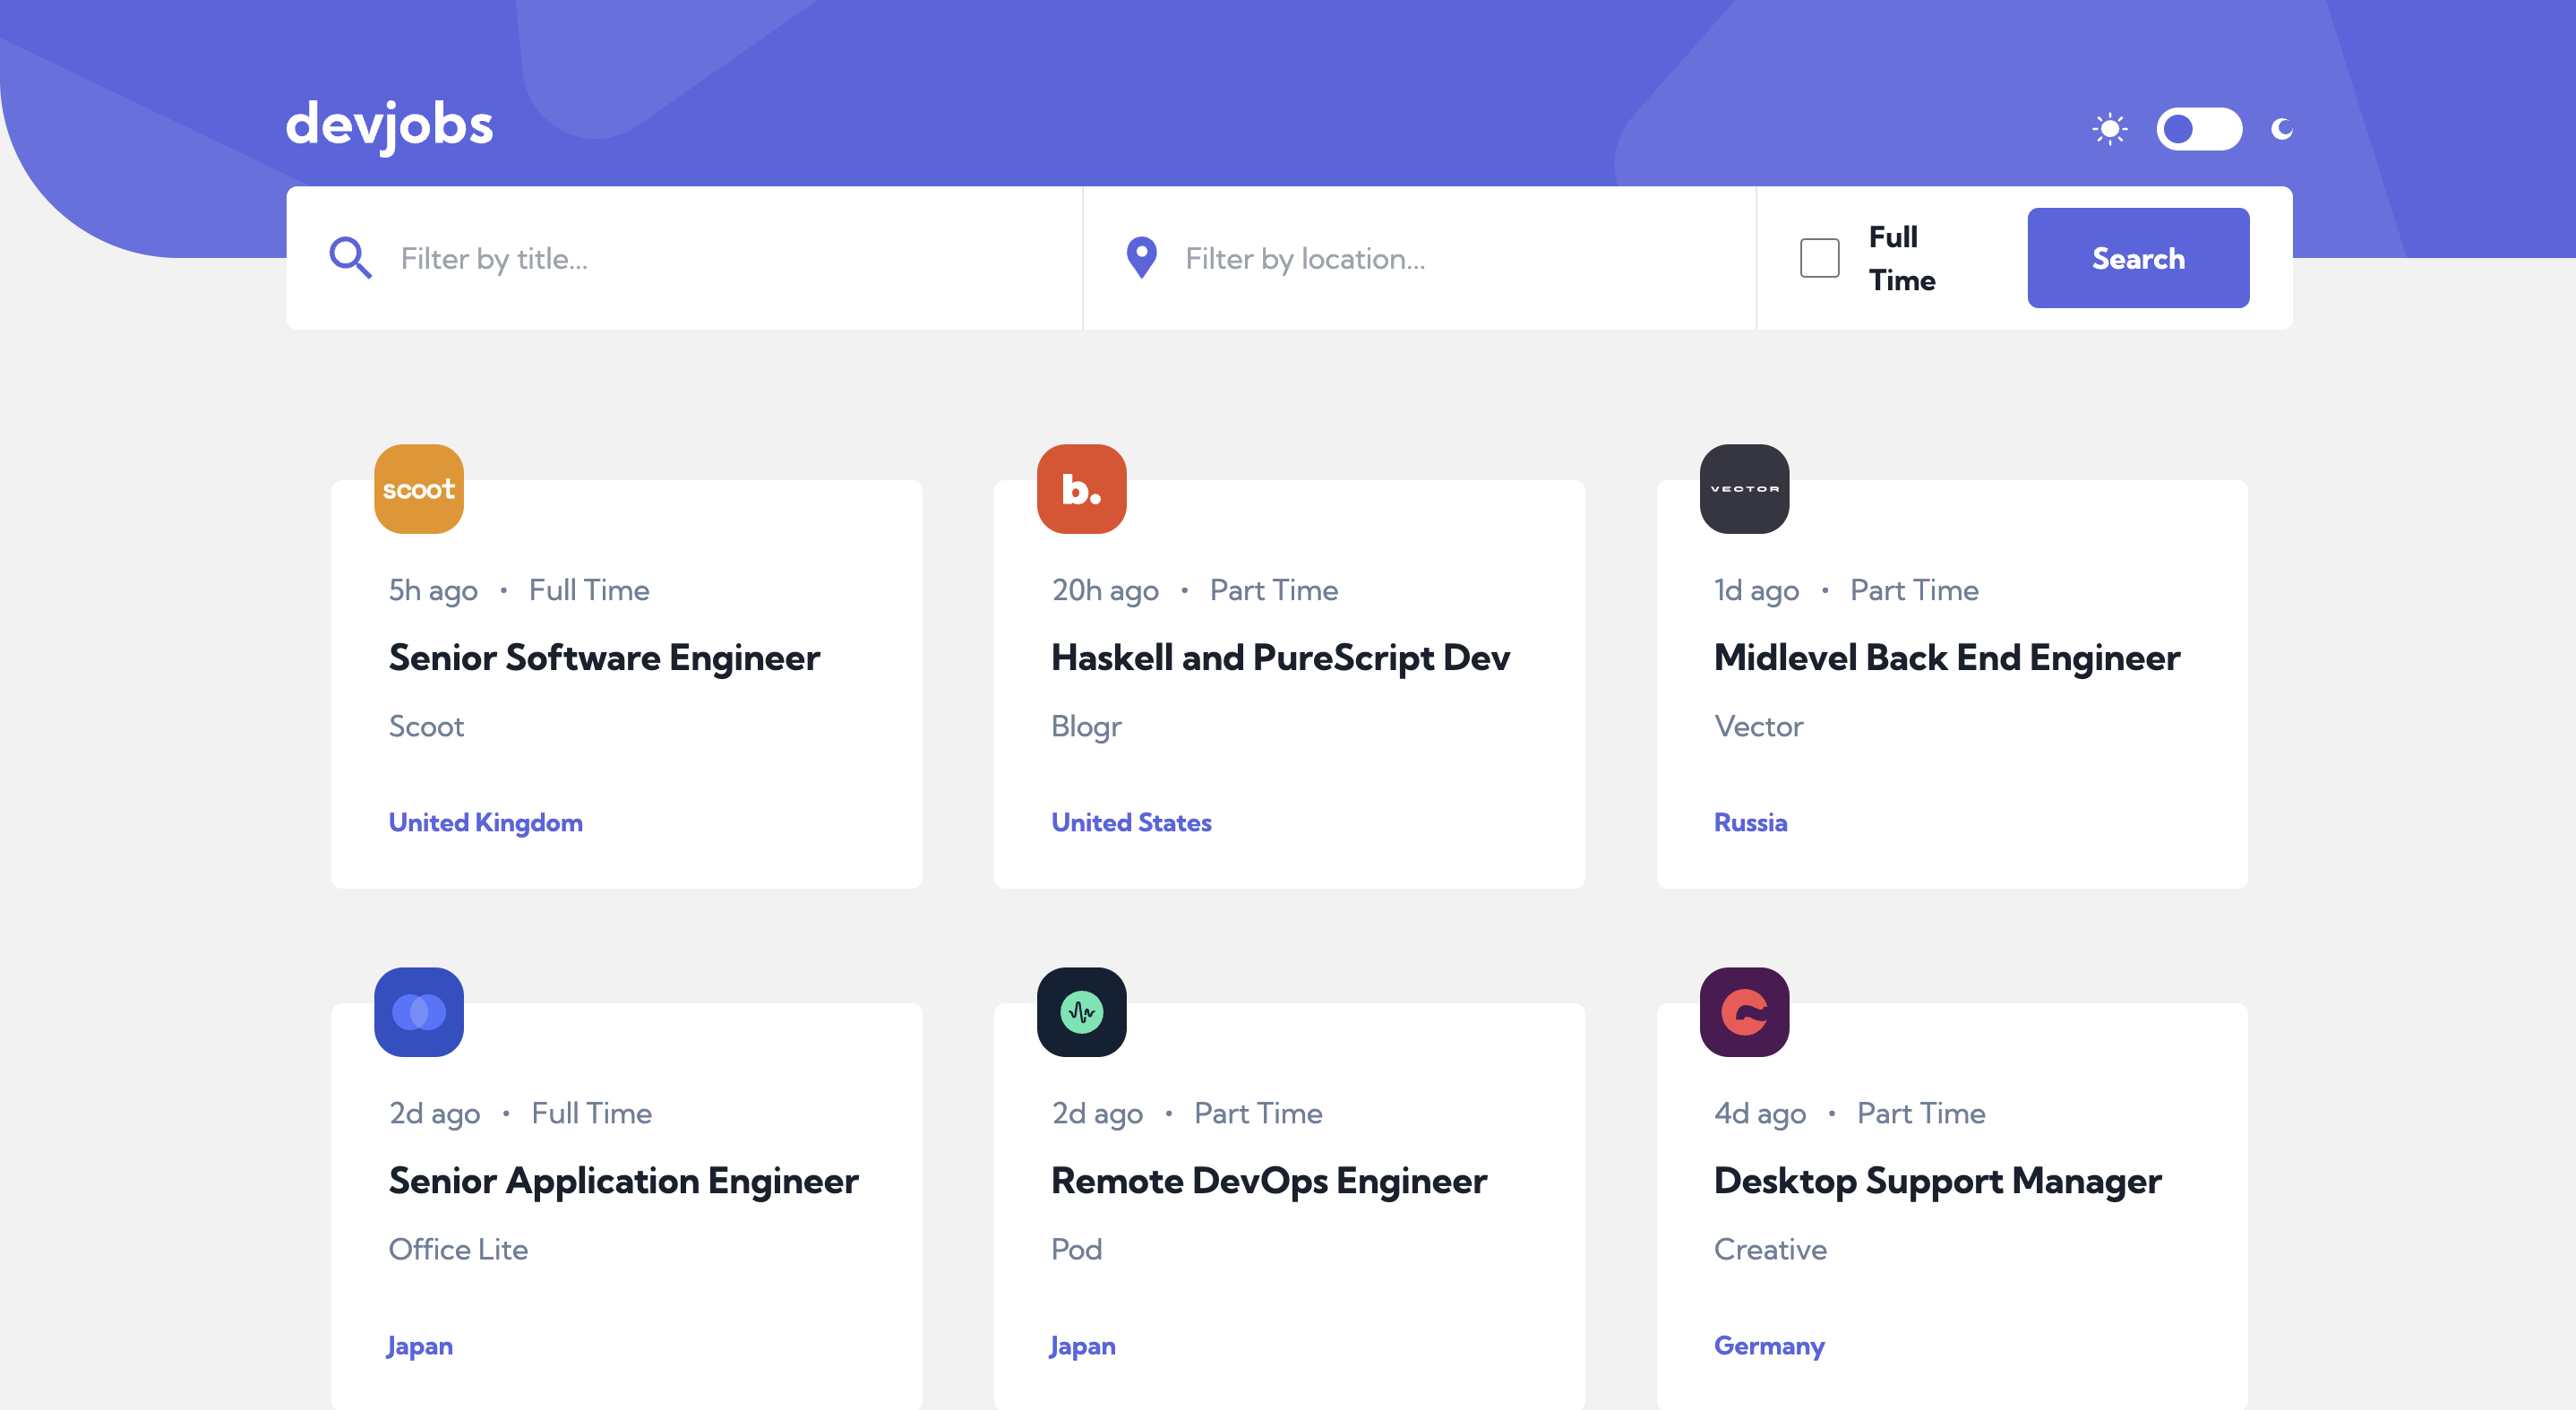 devjobs
Filter by title...
Filter by location...
Full
Time
Search
scoot
5h ago • Full Time
Senior Software Engineer
Scoot
United Kingdom
b.
20h ago • Part Time
Haskell and PureScript Dev
Blogr
United States
VECTOR
1d ago • Part Time
Midlevel Back End Engineer
Vector
Russia
2d ago • Full Time
Senior Application Engineer
Office Lite
Japan
2d ago • Part Time
Remote DevOps Engineer
Pod
Japan
4d ago • Part Time
Desktop Support Manager
Creative
Germany